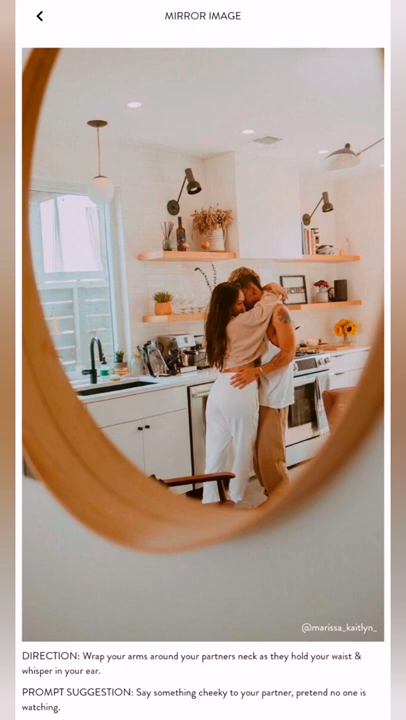 MIRROR IMAGE
@marissa_kaitlyn_
DIRECTION: Wrap your arms around your partners neck as they hold your waist &
whisper in your ear.
PROMPT SUGGESTION: Say something cheeky to your partner, pretend no one is
watching.